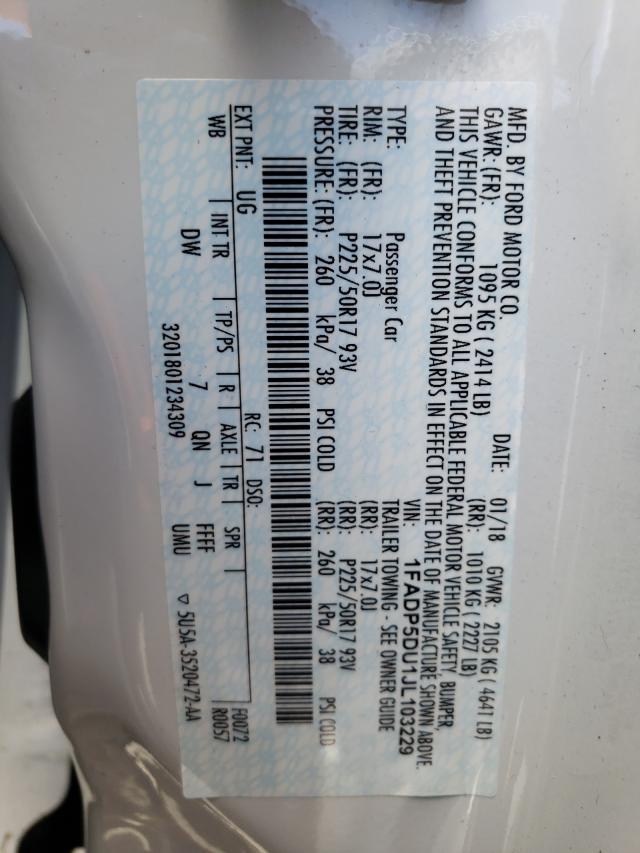 MFD. BY FORD MOTOR CO.
DATE: 01/18 GVWR: 2105 KG ( 4641 LB)
GAWR: (FR): 1095 KG ( 2414 LB) (RR): 1010 KG ( 2227 LB)
THIS VEHICLE CONFORMS TO ALL APPLICABLE FEDERAL MOTOR VEHICLE SAFETY, BUMPER,
AND THEFT PREVENTION STANDARDS IN EFFECT ON THE DATE OF MANUFACTURE SHOWN ABOVE.
VIN: 1FADP5DU1JL103229
TYPE: Passenger Car TRAILER TOWING - SEE OWNER GUIDE
RIM: (FR): 17x7.0J (RR): 17x7.0J
TIRE: (FR): P225/50R17 93V (RR): P225/50R17 93V
PRESSURE: (FR): 260 kPa/ 38 PSI COLD (RR): 260 kPa/ 38 PSI COLD
EXT PNT: UG RC: 71 DSO: F0072
WB | INT TR | TP/PS | R | AXLE | TR | SPR | R0057
DW 7 QN J FFFF
3201801234309 UMU ▽ 5U5A-3520472-AA